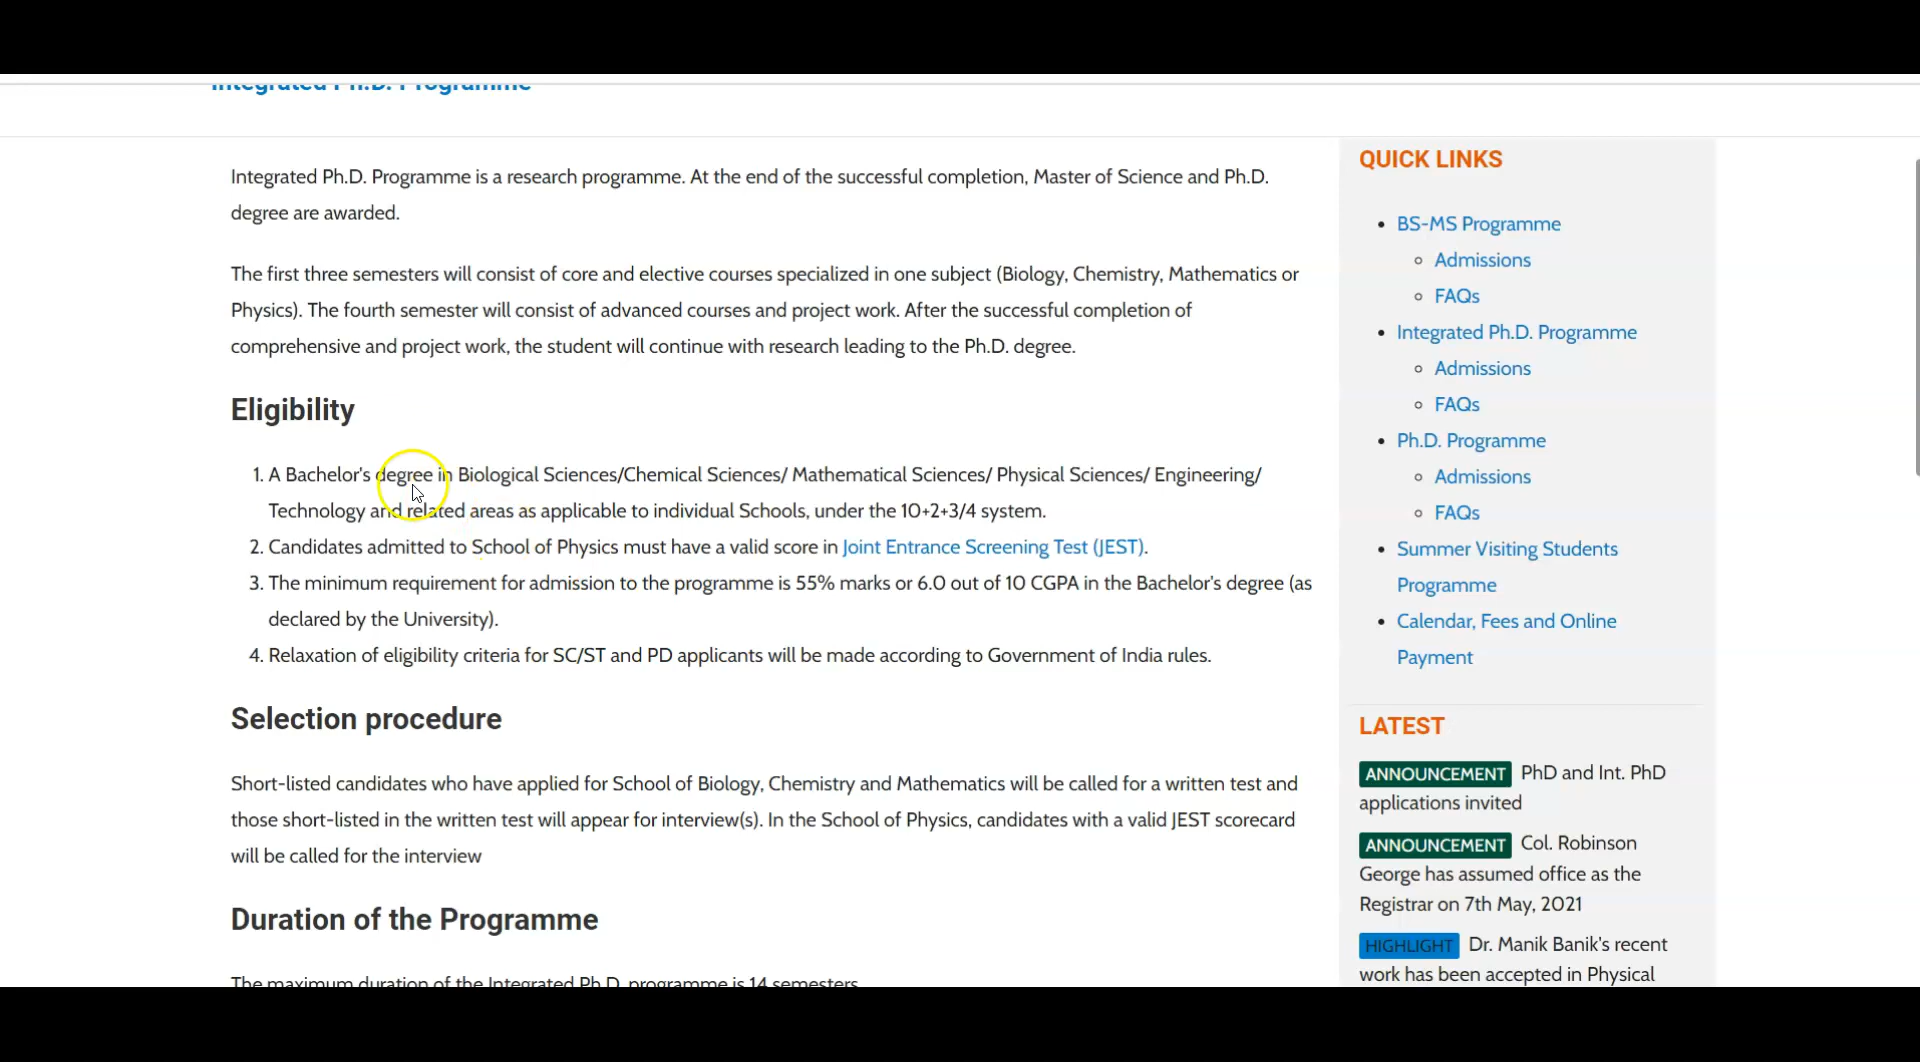 Integrated Ph.D. Programme
Integrated Ph.D. Programme is a research programme. At the end of the successful completion, Master of Science and Ph.D.
degree are awarded.
The first three semesters will consist of core and elective courses specialized in one subject (Biology, Chemistry, Mathematics or
Physics). The fourth semester will consist of advanced courses and project work. After the successful completion of
comprehensive and project work, the student will continue with research leading to the Ph.D. degree.
Eligibility
1. A Bachelor's degree in Biological Sciences/Chemical Sciences/ Mathematical Sciences/ Physical Sciences/ Engineering/
Technology and related areas as applicable to individual Schools, under the 10+2+3/4 system.
2. Candidates admitted to School of Physics must have a valid score in Joint Entrance Screening Test (JEST).
3. The minimum requirement for admission to the programme is 55% marks or 6.0 out of 10 CGPA in the Bachelor's degree (as
declared by the University).
4. Relaxation of eligibility criteria for SC/ST and PD applicants will be made according to Government of India rules.
Selection procedure
Short-listed candidates who have applied for School of Biology, Chemistry and Mathematics will be called for a written test and
those short-listed in the written test will appear for interview(s). In the School of Physics, candidates with a valid JEST scorecard
will be called for the interview
Duration of the Programme
The maximum duration of the Integrated Ph.D. programme is 14 semesters
QUICK LINKS
• BS-MS Programme
◦ Admissions
◦ FAQs
• Integrated Ph.D. Programme
◦ Admissions
◦ FAQs
• Ph.D. Programme
◦ Admissions
◦ FAQs
• Summer Visiting Students
Programme
• Calendar, Fees and Online
Payment
LATEST
ANNOUNCEMENT PhD and Int. PhD
applications invited
ANNOUNCEMENT Col. Robinson
George has assumed office as the
Registrar on 7th May, 2021
HIGHLIGHT Dr. Manik Banik's recent
work has been accepted in Physical